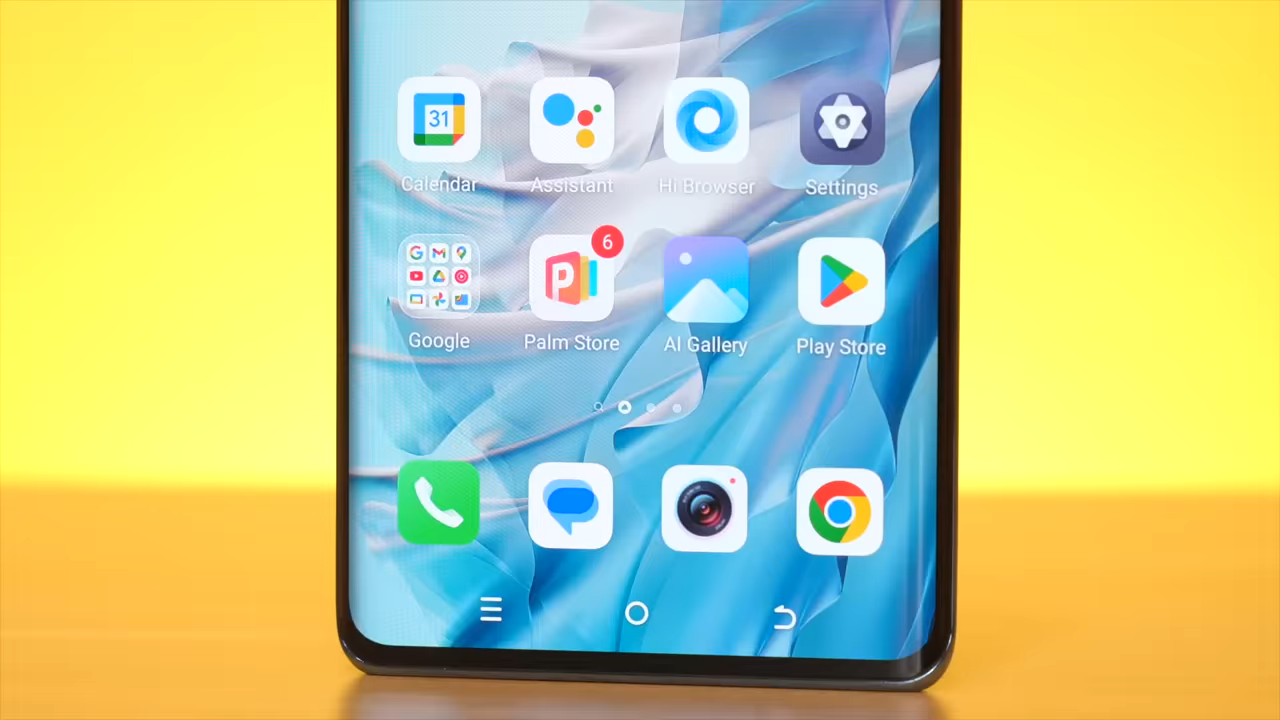 31
Calendar
Assistant
Hi Browser
Settings
6
P
Google
Palm Store
AI Gallery
Play Store